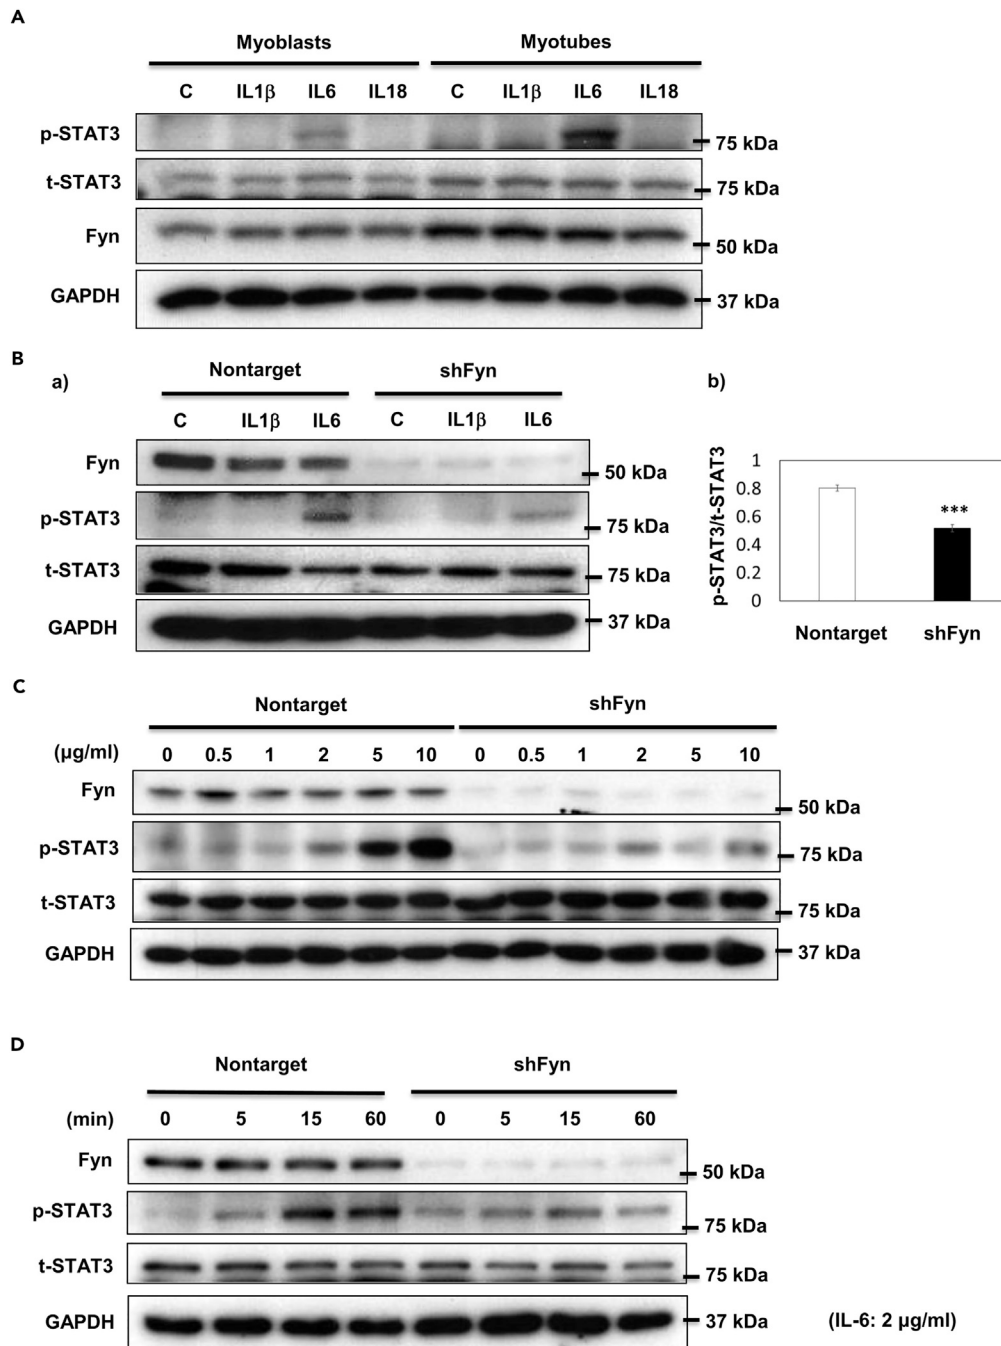 A
Myoblasts Myotubes
C IL1β IL6 IL18 C IL1β IL6 IL18
p-STAT3 75 kDa
t-STAT3 75 kDa
Fyn 50 kDa
GAPDH 37 kDa
B
a)
Nontarget shFyn
C IL1β IL6 C IL1β IL6
Fyn 50 kDa
p-STAT3 75 kDa
t-STAT3 75 kDa
GAPDH 37 kDa
b)
p-STAT3/t-STAT3
1
0.8
0.6
0.4
0.2
0
***
Nontarget shFyn
C
Nontarget shFyn
(µg/ml) 0 0.5 1 2 5 10 0 0.5 1 2 5 10
Fyn 50 kDa
p-STAT3 75 kDa
t-STAT3 75 kDa
GAPDH 37 kDa
D
Nontarget shFyn
(min) 0 5 15 60 0 5 15 60
Fyn 50 kDa
p-STAT3 75 kDa
t-STAT3 75 kDa
GAPDH 37 kDa
(IL-6: 2 µg/ml)